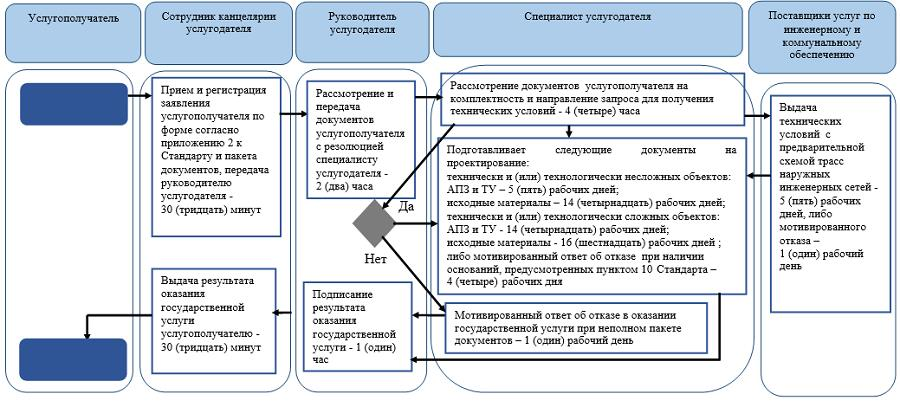 Услугополучатель
Сотрудник канцелярии
услугодателя
Руководитель
услугодателя
Специалист услугодателя
Поставщики услуг по
инженерному и
коммунальному
обеспечению
Прием и регистрация
заявления
услугополучателя по
форме согласно
приложению 2 к
Стандарту и пакета
документов, передача
руководителю
услугодателя -
30 (тридцать) минут
Рассмотрение и
передача
документов
услугополучателя
с резолюцией
специалисту
услугодателя -
2 (два) часа
Рассмотрение документов услугополучателя на
комплектность и направление запроса для получения
технических условий - 4 (четыре) часа
Подготавливает следующие документы на
проектирование:
технически и (или) технологически несложных объектов:
АПЗ и ТУ – 5 (пять) рабочих дней;
исходные материалы – 14 (четырнадцать) рабочих дней;
технически и (или) технологически сложных объектов:
АПЗ и ТУ - 14 (четырнадцать) рабочих дней;
исходные материалы - 16 (шестнадцать) рабочих дней ;
либо мотивированный ответ об отказе при наличии
оснований, предусмотренных пунктом 10 Стандарта –
4 (четыре) рабочих дня
Выдача
технических
условий с
предварительной
схемой трасс
наружных
инженерных сетей -
5 (пять) рабочих
дней, либо
мотивированного
отказа –
1 (один) рабочий
день
Да
Нет
Выдача результата
оказания
государственной
услуги
услугополучателю -
30 (тридцать) минут
Подписание
результата
оказания
государственной
услуги - 1 (один)
час
Мотивированный ответ об отказе в оказании
государственной услуги при неполном пакете
документов – 1 (один) рабочий день